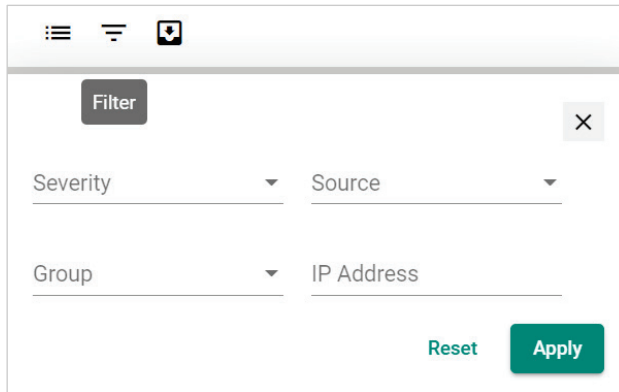 Filter
Severity
Source
Group
IP Address
Reset
Apply